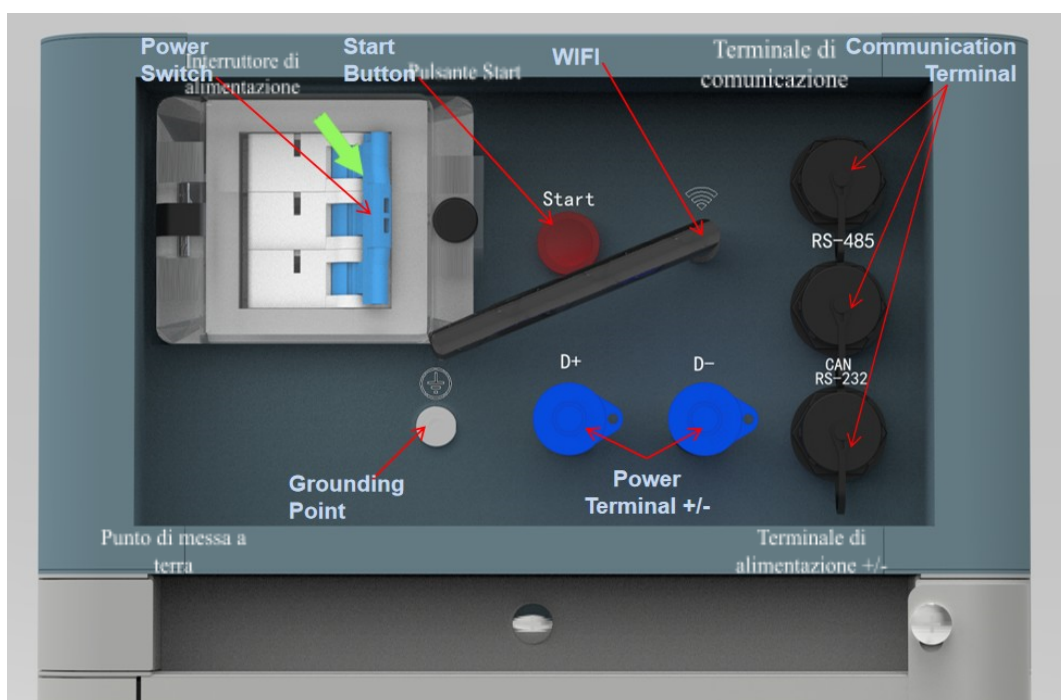 Power
Switch
Interruttore di
alimentazione
Start
Button
Pulsante Start
WIFI
Terminale di
comunicazione
Communication
Terminal
Start
RS-485
D+
D-
CAN
RS-232
Grounding
Point
Power
Terminal +/-
Punto di messa a
terra
Terminale di
alimentazione +/-